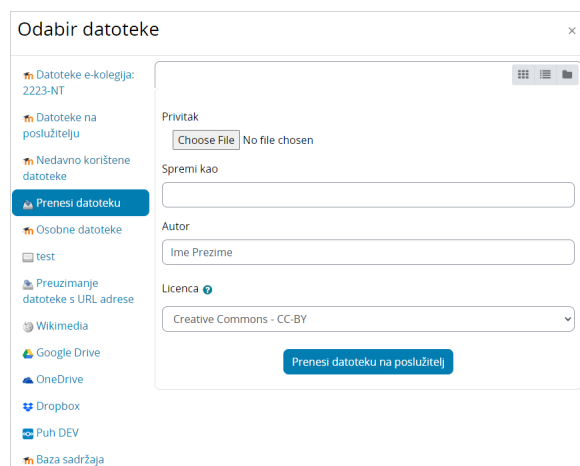 Odabir datoteke
×
Datoteke e-kolegija:
2223-NT
Datoteke na
poslužitelju
Nedavno korištene
datoteke
Prenesi datoteku
Osobne datoteke
test
Preuzimanje
datoteke s URL adrese
Wikimedia
Google Drive
OneDrive
Dropbox
Puh DEV
Baza sadržaja
Privitak
Choose File No file chosen
Spremi kao
Autor
Ime Prezime
Licenca
Creative Commons - CC-BY
Prenesi datoteku na poslužitelj